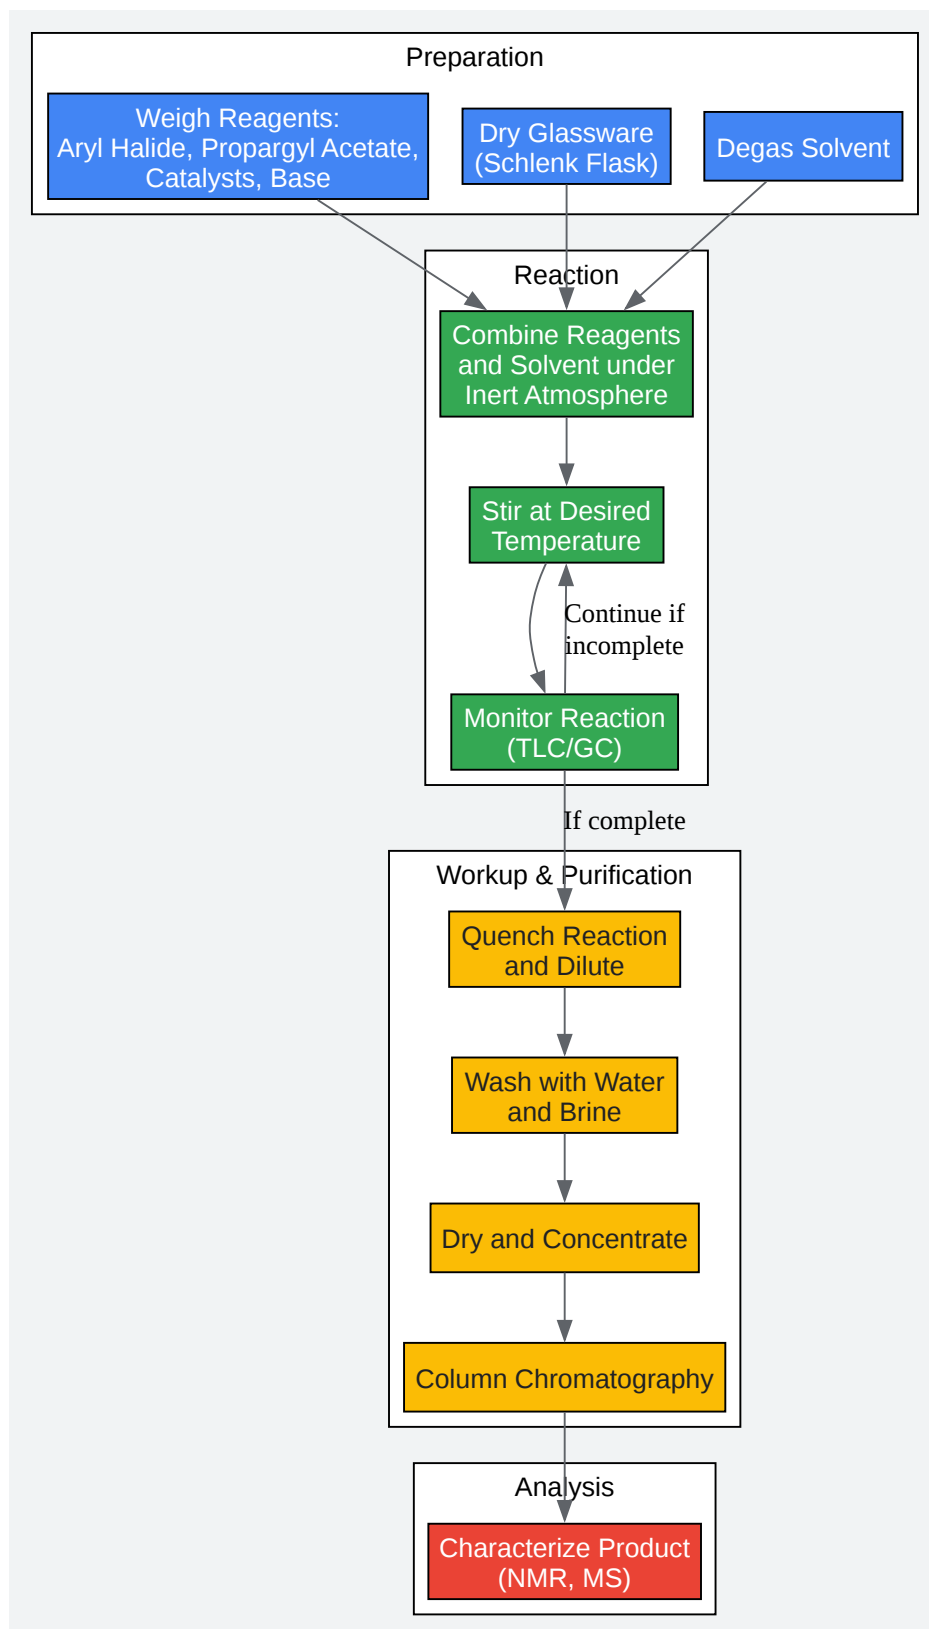 Preparation
Weigh Reagents:
Aryl Halide, Propargyl Acetate,
Catalysts, Base
Dry Glassware
(Schlenk Flask)
Degas Solvent
Reaction
Combine Reagents
and Solvent under
Inert Atmosphere
Stir at Desired
Temperature
Continue if
incomplete
Monitor Reaction
(TLC/GC)
If complete
Workup & Purification
Quench Reaction
and Dilute
Wash with Water
and Brine
Dry and Concentrate
Column Chromatography
Analysis
Characterize Product
(NMR, MS)